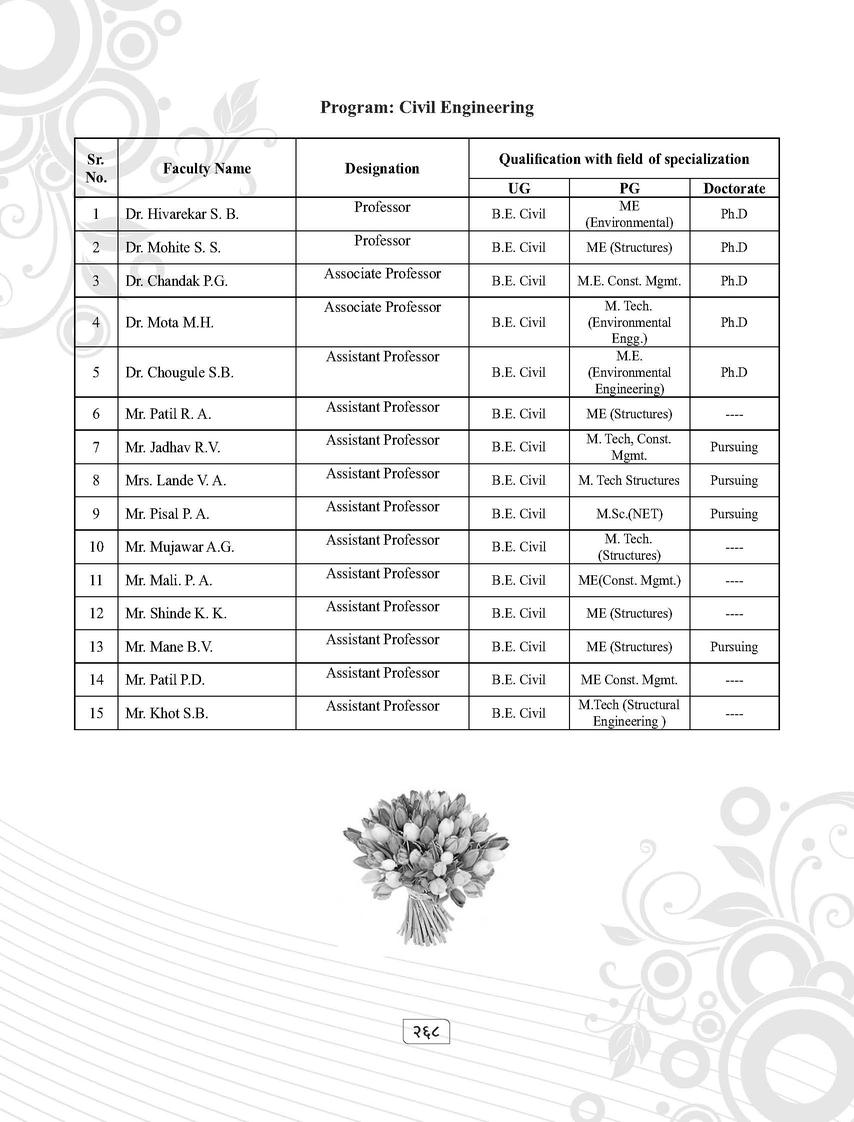 Program: Civil Engineering
Sr. No. Faculty Name Designation Qualification with field of specialization
UG PG Doctorate
1 Dr. Hivarekar S. B. Professor B.E. Civil ME (Environmental) Ph.D
2 Dr. Mohite S. S. Professor B.E. Civil ME (Structures) Ph.D
3 Dr. Chandak P.G. Associate Professor B.E. Civil M.E. Const. Mgmt. Ph.D
4 Dr. Mota M.H. Associate Professor B.E. Civil M. Tech. (Environmental Engg.) Ph.D
5 Dr. Chougule S.B. Assistant Professor B.E. Civil M.E. (Environmental Engineering) Ph.D
6 Mr. Patil R. A. Assistant Professor B.E. Civil ME (Structures) ----
7 Mr. Jadhav R.V. Assistant Professor B.E. Civil M. Tech, Const. Mgmt. Pursuing
8 Mrs. Lande V. A. Assistant Professor B.E. Civil M. Tech Structures Pursuing
9 Mr. Pisal P. A. Assistant Professor B.E. Civil M.Sc.(NET) Pursuing
10 Mr. Mujawar A.G. Assistant Professor B.E. Civil M. Tech. (Structures) ----
11 Mr. Mali. P. A. Assistant Professor B.E. Civil ME(Const. Mgmt.) ----
12 Mr. Shinde K. K. Assistant Professor B.E. Civil ME (Structures) ----
13 Mr. Mane B.V. Assistant Professor B.E. Civil ME (Structures) Pursuing
14 Mr. Patil P.D. Assistant Professor B.E. Civil ME Const. Mgmt. ----
15 Mr. Khot S.B. Assistant Professor B.E. Civil M.Tech (Structural Engineering ) ----
२६८